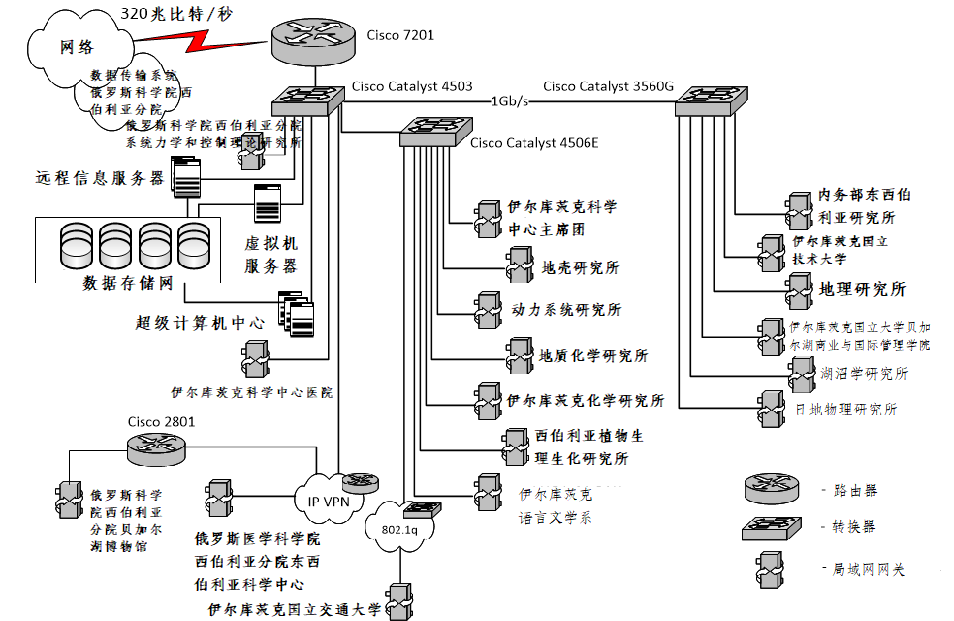 320兆比特/秒
Cisco 7201
网络
数据传输系统
俄罗斯科学院西
伯利亚分院
Cisco Catalyst 4503
Cisco Catalyst 3560G
1Gb/s
俄罗斯科学院西伯利亚分院
系统力学和控制理论研究所
Cisco Catalyst 4506E
远程信息服务器
虚拟机
服务器
数据存储网
超级计算机中心
伊尔库茨克科学中心医院
伊尔库茨克科学
中心主席团
地壳研究所
动力系统研究所
地质化学研究所
伊尔库茨克化学研究所
西伯利亚植物生
理生化研究所
伊尔库茨克
语言文学系
内务部东西伯
利亚研究所
伊尔库茨克国立
技术大学
地理研究所
伊尔库茨克国立大学贝加
尔湖商业与国际管理学院
湖沼学研究所
日地物理研究所
Cisco 2801
俄罗斯科学
院西伯利亚
分院贝加尔
湖博物馆
IP VPN
802.1q
俄罗斯医学科学院
西伯利亚分院东西
伯利亚科学中心
伊尔库茨克国立交通大学
- 路由器
- 转换器
- 局域网网关